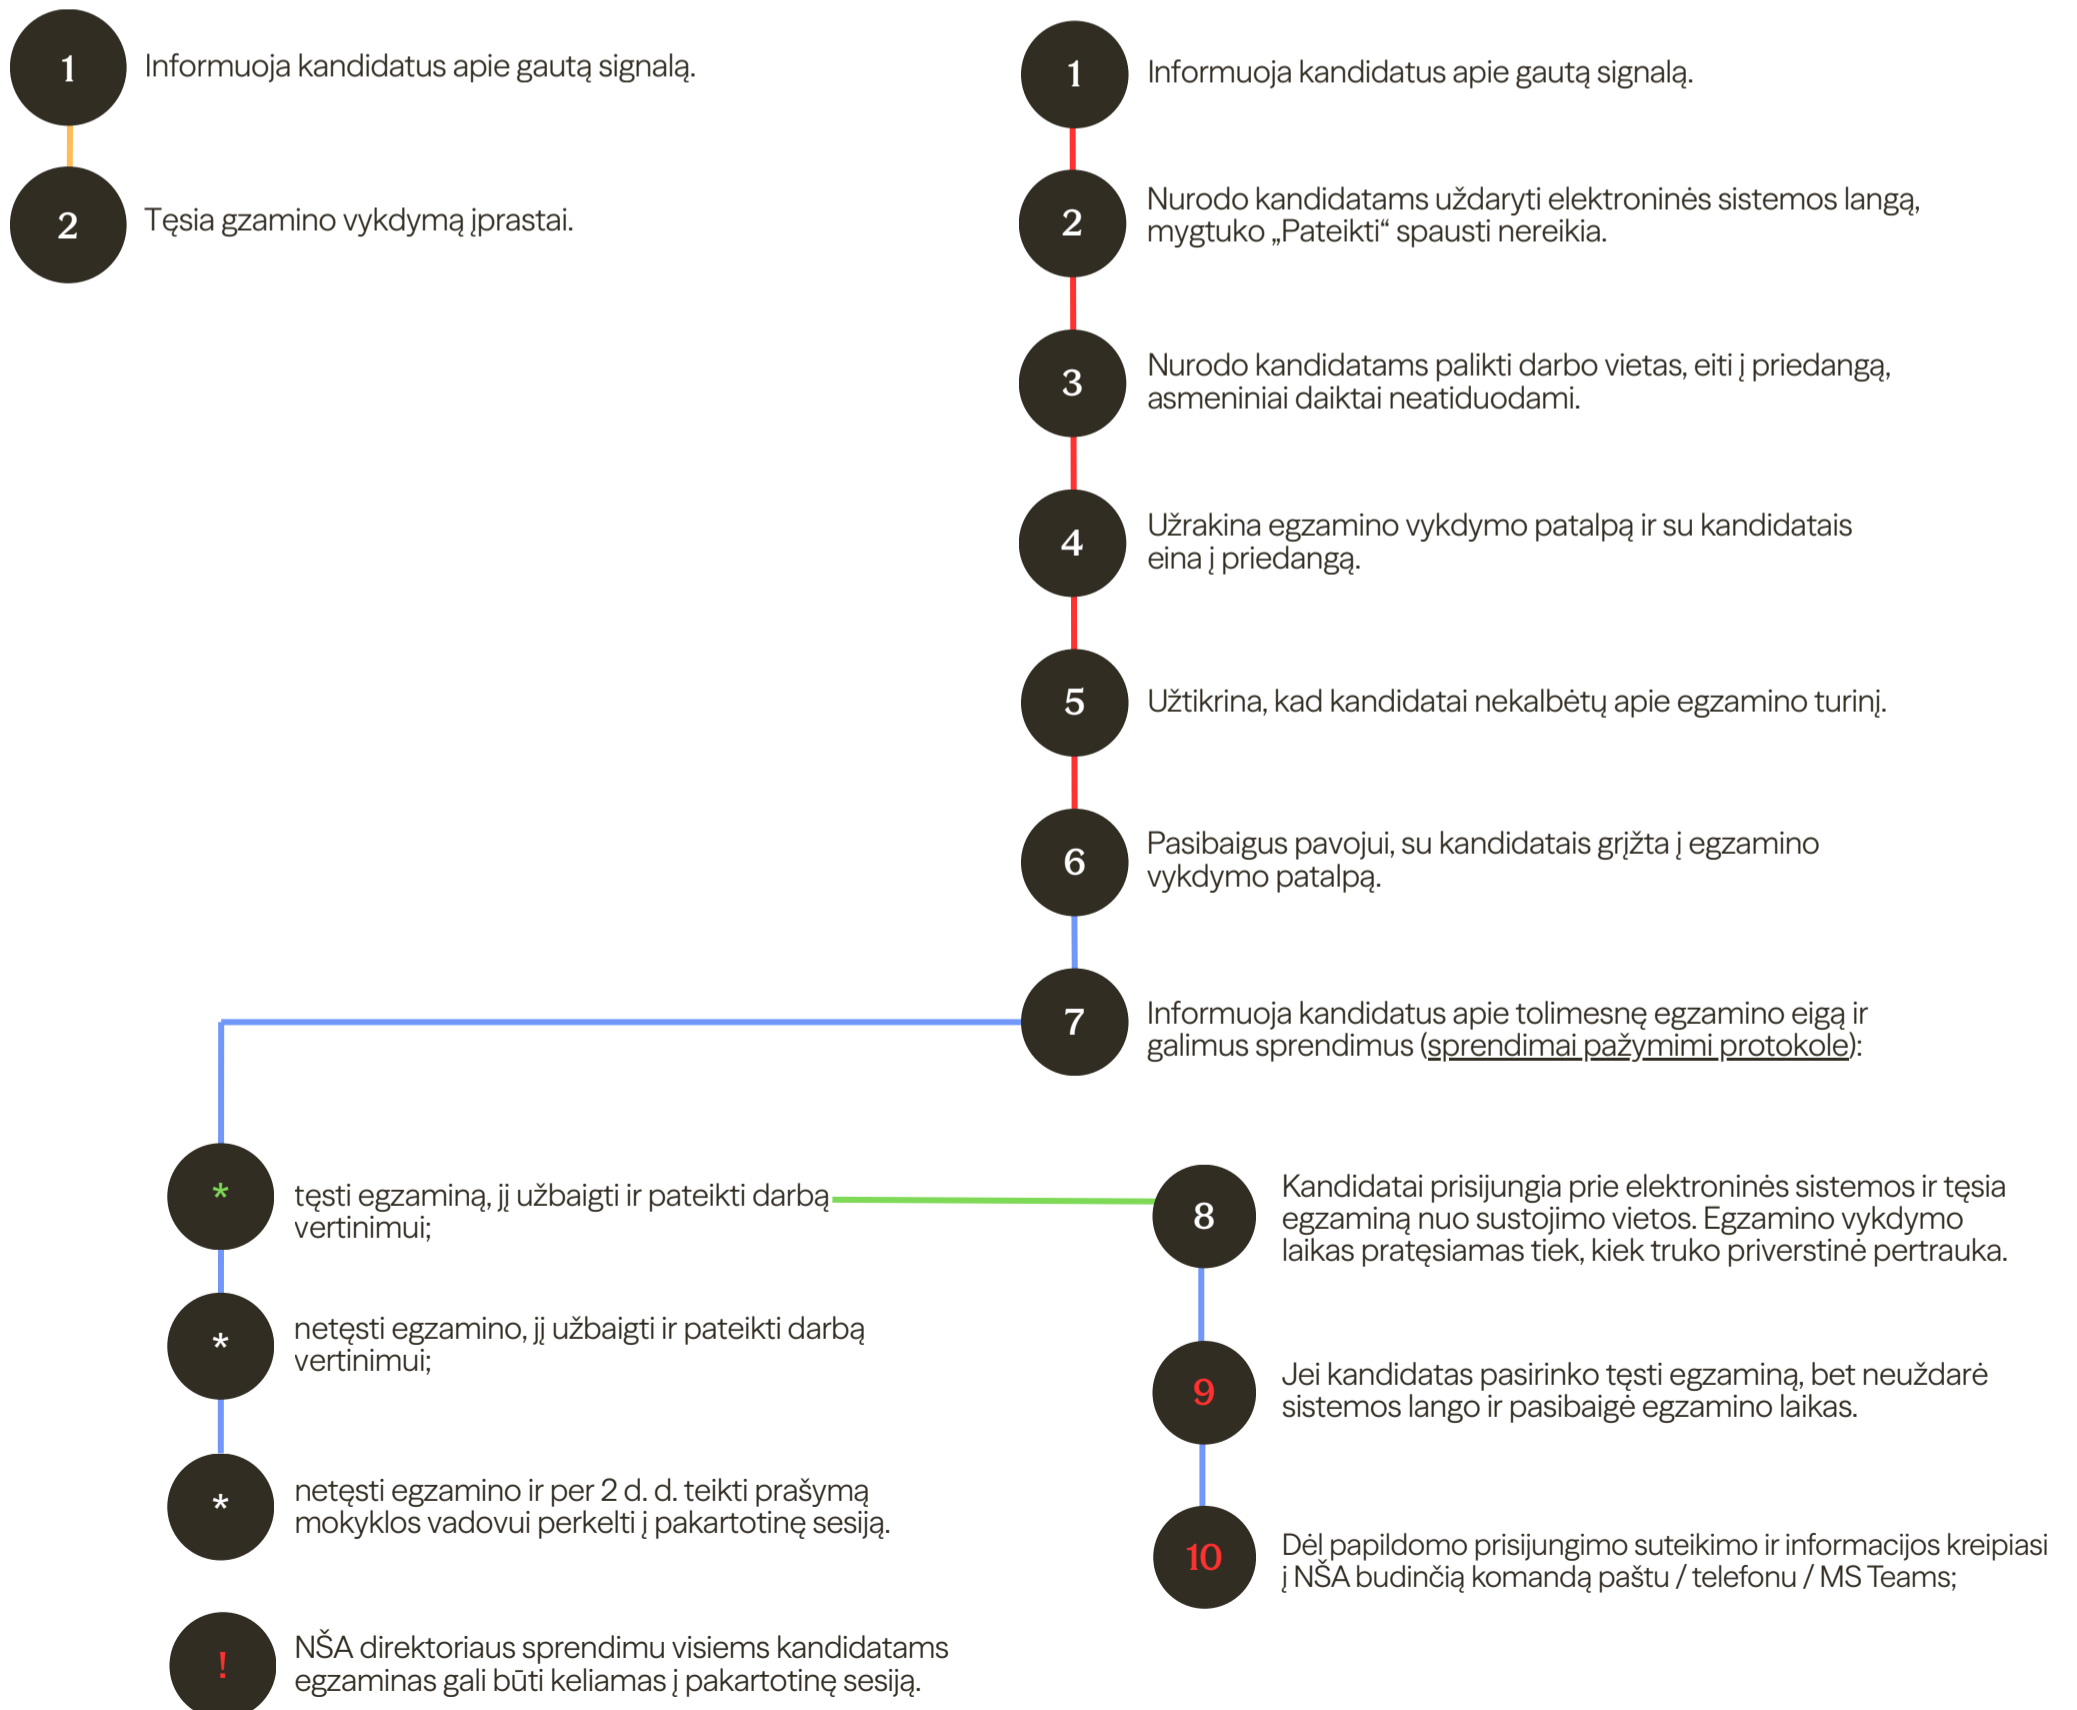 1
Informuoja kandidatus apie gautą signalą.
2
Tęsia gzamino vykdymą įprastai.
1
Informuoja kandidatus apie gautą signalą.
2
Nurodo kandidatams uždaryti elektroninės sistemos langą,
mygtuko „Pateikti“ spausti nereikia.
3
Nurodo kandidatams palikti darbo vietas, eiti į priedangą,
asmeniniai daiktai neatiduodami.
4
Užrakina egzamino vykdymo patalpą ir su kandidatais
eina į priedangą.
5
Užtikrina, kad kandidatai nekalbėtų apie egzamino turinį.
6
Pasibaigus pavojui, su kandidatais grįžta į egzamino
vykdymo patalpą.
7
Informuoja kandidatus apie tolimesnę egzamino eigą ir
galimus sprendimus (sprendimai pažymimi protokole):
*
tęsti egzaminą, jį užbaigti ir pateikti darbą
vertinimui;
*
netęsti egzamino, jį užbaigti ir pateikti darbą
vertinimui;
*
netęsti egzamino ir per 2 d. d. teikti prašymą
mokyklos vadovui perkelti į pakartotinę sesiją.
!
NŠA direktoriaus sprendimu visiems kandidatams
egzaminas gali būti keliamas į pakartotinę sesiją.
8
Kandidatai prisijungia prie elektroninės sistemos ir tęsia
egzaminą nuo sustojimo vietos. Egzamino vykdymo
laikas pratęsiamas tiek, kiek truko priverstinė pertrauka.
9
Jei kandidatas pasirinko tęsti egzaminą, bet neuždarė
sistemos lango ir pasibaigė egzamino laikas.
10
Dėl papildomo prisijungimo suteikimo ir informacijos kreipiasi
į NŠA budinčią komandą paštu / telefonu / MS Teams;